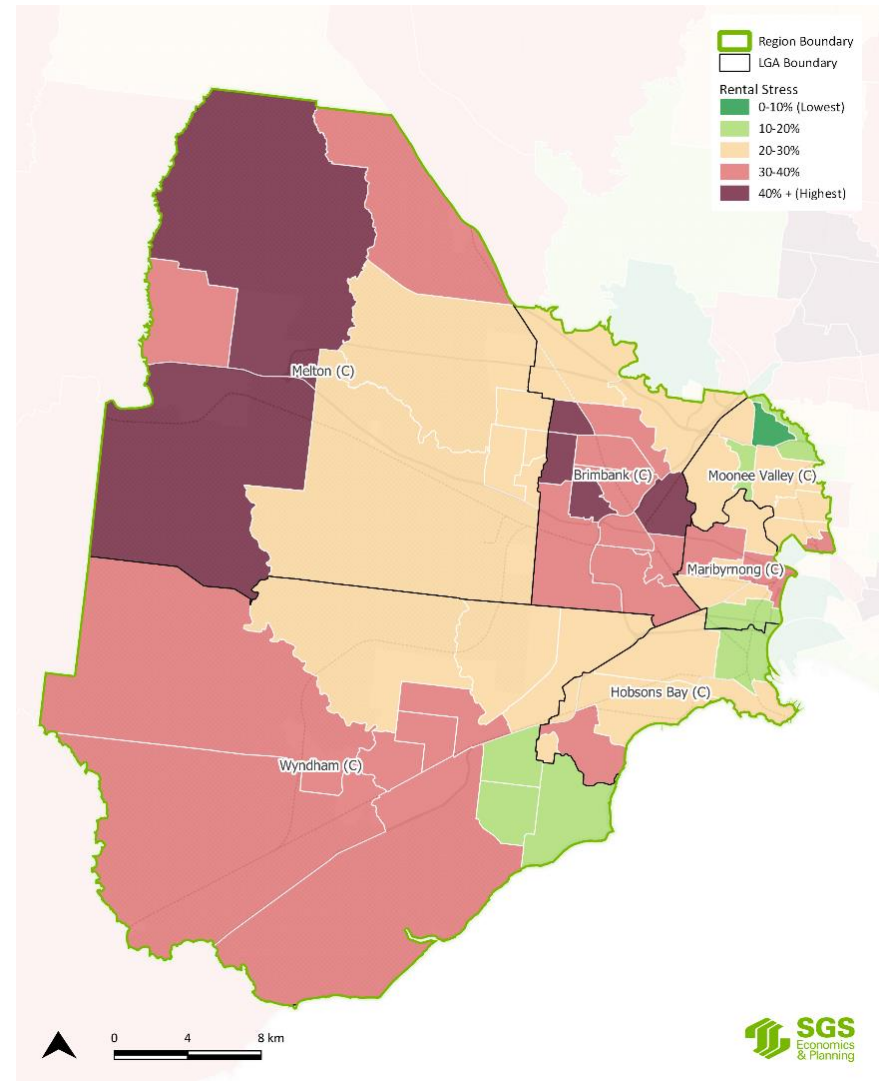 Region Boundary
LGA Boundary
Rental Stress
0-10% (Lowest)
10-20%
20-30%
30-40%
40% + (Highest)
Melton (C)
Brimbank (C)
Moonee Valley (C)
Maribyrnong (C)
Hobsons Bay (C)
Wyndham (C)
0 4 8 km
SGS
Economics
& Planning